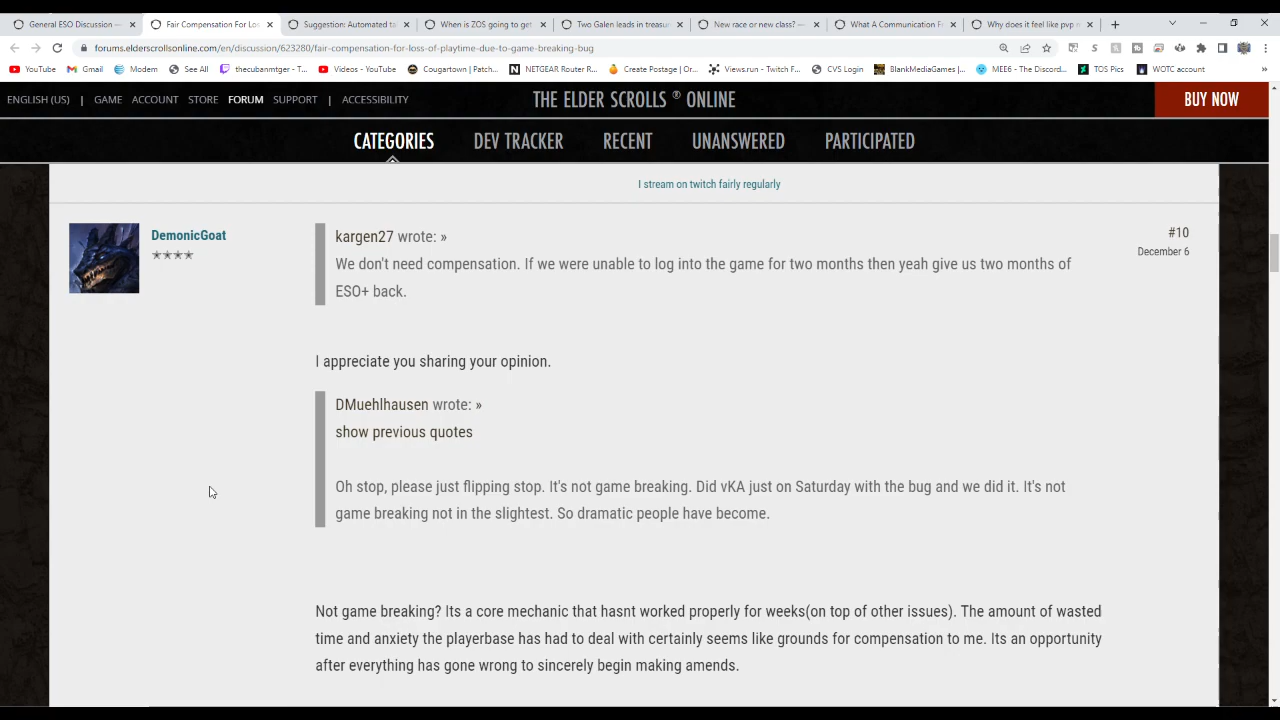 General ESO Discussion —
Fair Compensation For Los
Suggestion: Automated ta
When is ZOS going to get
Two Galen leads in treasu
New race or new class? —
What A Communication F
Why does it feel like pvp
forums.elderscrollsonline.com/en/discussion/623280/fair-compensation-for-loss-of-playtime-due-to-game-breaking-bug
YouTube
Gmail
Modem
See All
thecubanmtger - T...
Videos - YouTube
Cougartown | Patch...
NETGEAR Router R...
Create Postage | Or...
Views.run - Twitch F...
CVS Login
BlankMediaGames |...
MEE6 - The Discord...
TOS Pics
WOTC account
»
ENGLISH (US) | GAME ACCOUNT STORE FORUM SUPPORT | ACCESSIBILITY
THE ELDER SCROLLS ® ONLINE
BUY NOW
CATEGORIES DEV TRACKER RECENT UNANSWERED PARTICIPATED
I stream on twitch fairly regularly
DemonicGoat
#10
December 6
kargen27 wrote: »
We don't need compensation. If we were unable to log into the game for two months then yeah give us two months of
ESO+ back.
I appreciate you sharing your opinion.
DMuehlhausen wrote: »
show previous quotes
Oh stop, please just flipping stop. It's not game breaking. Did vKA just on Saturday with the bug and we did it. It's not
game breaking not in the slightest. So dramatic people have become.
Not game breaking? Its a core mechanic that hasnt worked properly for weeks(on top of other issues). The amount of wasted
time and anxiety the playerbase has had to deal with certainly seems like grounds for compensation to me. Its an opportunity
after everything has gone wrong to sincerely begin making amends.